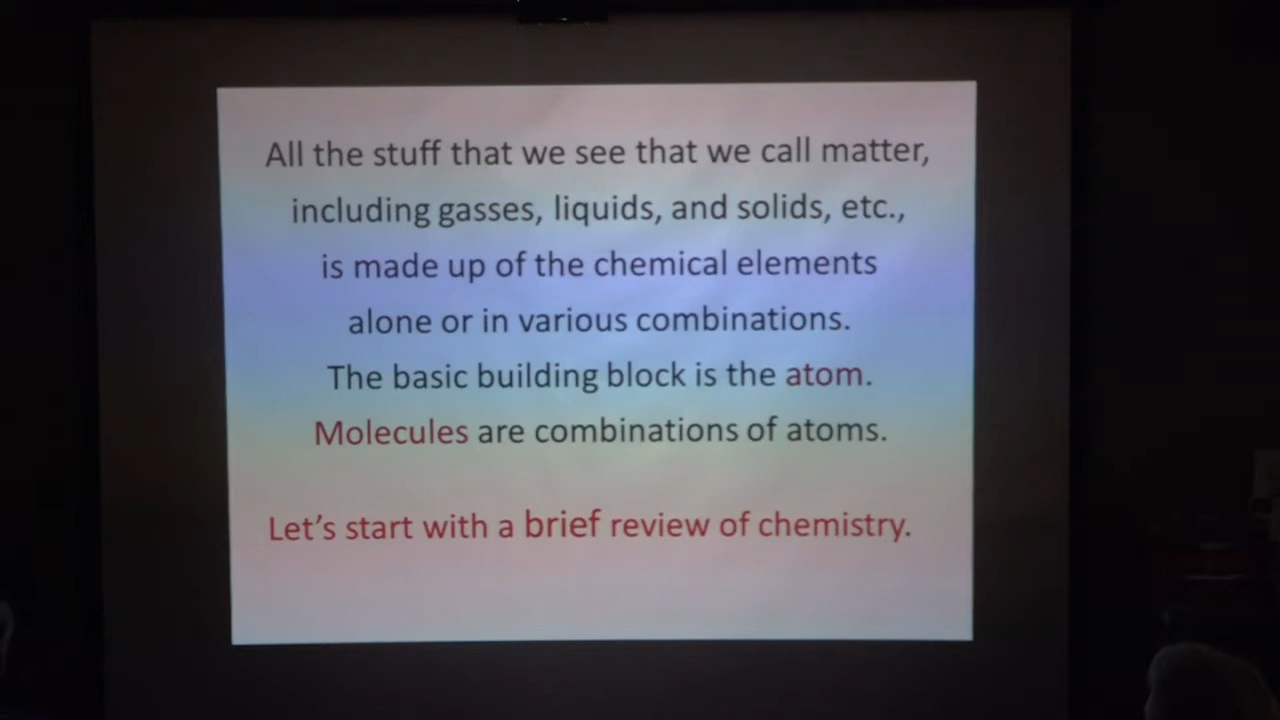 All the stuff that we see that we call matter,
including gasses, liquids, and solids, etc.,
is made up of the chemical elements
alone or in various combinations.
The basic building block is the atom.
Molecules are combinations of atoms.
Let’s start with a brief review of chemistry.